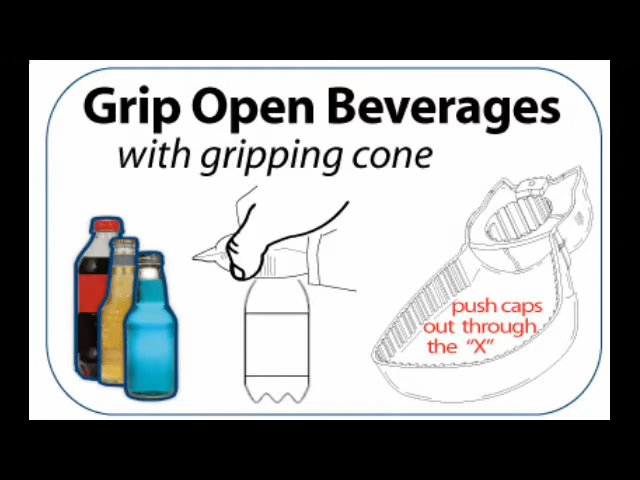 Grip Open Beverages
with gripping cone
push caps
out through
the "X"